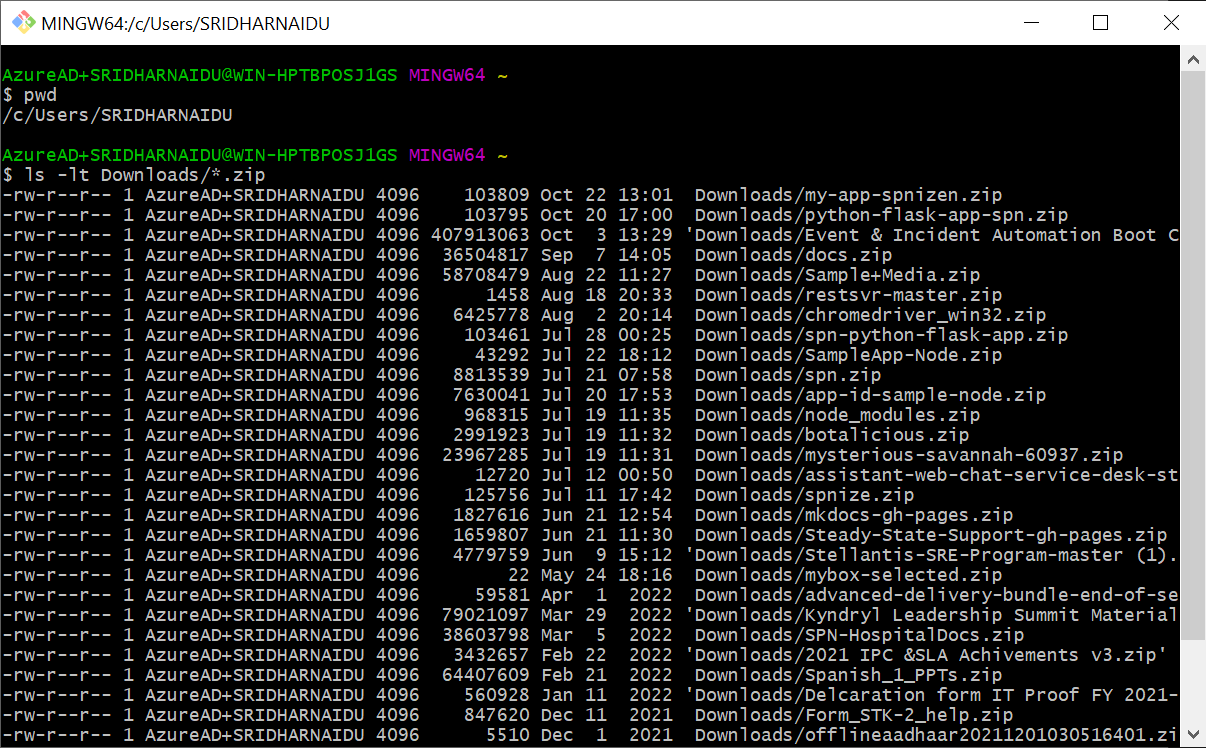 MINGW64:/c/Users/SRIDHARNAIDU
AzureAD+SRIDHARNAIDU@WIN-HPTBPOSJ1GS MINGW64 ~
$ pwd
/c/Users/SRIDHARNAIDU
AzureAD+SRIDHARNAIDU@WIN-HPTBPOSJ1GS MINGW64 ~
$ ls -lt Downloads/*.zip
-rw-r--r-- 1 AzureAD+SRIDHARNAIDU 4096    103809 Oct 22 13:01  Downloads/my-app-spnizen.zip
-rw-r--r-- 1 AzureAD+SRIDHARNAIDU 4096    103795 Oct 20 17:00  Downloads/python-flask-app-spn.zip
-rw-r--r-- 1 AzureAD+SRIDHARNAIDU 4096 407913063 Oct  3 13:29 'Downloads/Event & Incident Automation Boot C
-rw-r--r-- 1 AzureAD+SRIDHARNAIDU 4096  36504817 Sep  7 14:05  Downloads/docs.zip
-rw-r--r-- 1 AzureAD+SRIDHARNAIDU 4096  58708479 Aug 22 11:27  Downloads/Sample+Media.zip
-rw-r--r-- 1 AzureAD+SRIDHARNAIDU 4096      1458 Aug 18 20:33  Downloads/restsvr-master.zip
-rw-r--r-- 1 AzureAD+SRIDHARNAIDU 4096   6425778 Aug  2 20:14  Downloads/chromedriver_win32.zip
-rw-r--r-- 1 AzureAD+SRIDHARNAIDU 4096    103461 Jul 28 00:25  Downloads/spn-python-flask-app.zip
-rw-r--r-- 1 AzureAD+SRIDHARNAIDU 4096     43292 Jul 22 18:12  Downloads/SampleApp-Node.zip
-rw-r--r-- 1 AzureAD+SRIDHARNAIDU 4096   8813539 Jul 21 07:58  Downloads/spn.zip
-rw-r--r-- 1 AzureAD+SRIDHARNAIDU 4096   7630041 Jul 20 17:53  Downloads/app-id-sample-node.zip
-rw-r--r-- 1 AzureAD+SRIDHARNAIDU 4096    968315 Jul 19 11:35  Downloads/node_modules.zip
-rw-r--r-- 1 AzureAD+SRIDHARNAIDU 4096   2991923 Jul 19 11:32  Downloads/botalicious.zip
-rw-r--r-- 1 AzureAD+SRIDHARNAIDU 4096  23967285 Jul 19 11:31  Downloads/mysterious-savannah-60937.zip
-rw-r--r-- 1 AzureAD+SRIDHARNAIDU 4096     12720 Jul 12 00:50  Downloads/assistant-web-chat-service-desk-st
-rw-r--r-- 1 AzureAD+SRIDHARNAIDU 4096    125756 Jul 11 17:42  Downloads/spnize.zip
-rw-r--r-- 1 AzureAD+SRIDHARNAIDU 4096   1827616 Jun 21 12:54  Downloads/mkdocs-gh-pages.zip
-rw-r--r-- 1 AzureAD+SRIDHARNAIDU 4096   1659807 Jun 21 11:30  Downloads/Steady-State-Support-gh-pages.zip
-rw-r--r-- 1 AzureAD+SRIDHARNAIDU 4096   4779759 Jun  9 15:12 'Downloads/Stellantis-SRE-Program-master (1).
-rw-r--r-- 1 AzureAD+SRIDHARNAIDU 4096        22 May 24 18:16  Downloads/mybox-selected.zip
-rw-r--r-- 1 AzureAD+SRIDHARNAIDU 4096     59581 Apr  1  2022  Downloads/advanced-delivery-bundle-end-of-se
-rw-r--r-- 1 AzureAD+SRIDHARNAIDU 4096  79021097 Mar 29  2022 'Downloads/Kyndryl Leadership Summit Material
-rw-r--r-- 1 AzureAD+SRIDHARNAIDU 4096  38603798 Mar  5  2022  Downloads/SPN-HospitalDocs.zip
-rw-r--r-- 1 AzureAD+SRIDHARNAIDU 4096   3432657 Feb 22  2022 'Downloads/2021 IPC &SLA Achivements v3.zip'
-rw-r--r-- 1 AzureAD+SRIDHARNAIDU 4096  64407609 Feb 21  2022  Downloads/Spanish_1_PPTs.zip
-rw-r--r-- 1 AzureAD+SRIDHARNAIDU 4096    560928 Jan 11  2022 'Downloads/Delcaration form IT Proof FY 2021-
-rw-r--r-- 1 AzureAD+SRIDHARNAIDU 4096    847620 Dec 11  2021  Downloads/Form_STK-2_help.zip
-rw-r--r-- 1 AzureAD+SRIDHARNAIDU 4096      5510 Dec  1  2021  Downloads/offlineaadhaar20211201030516401.zi